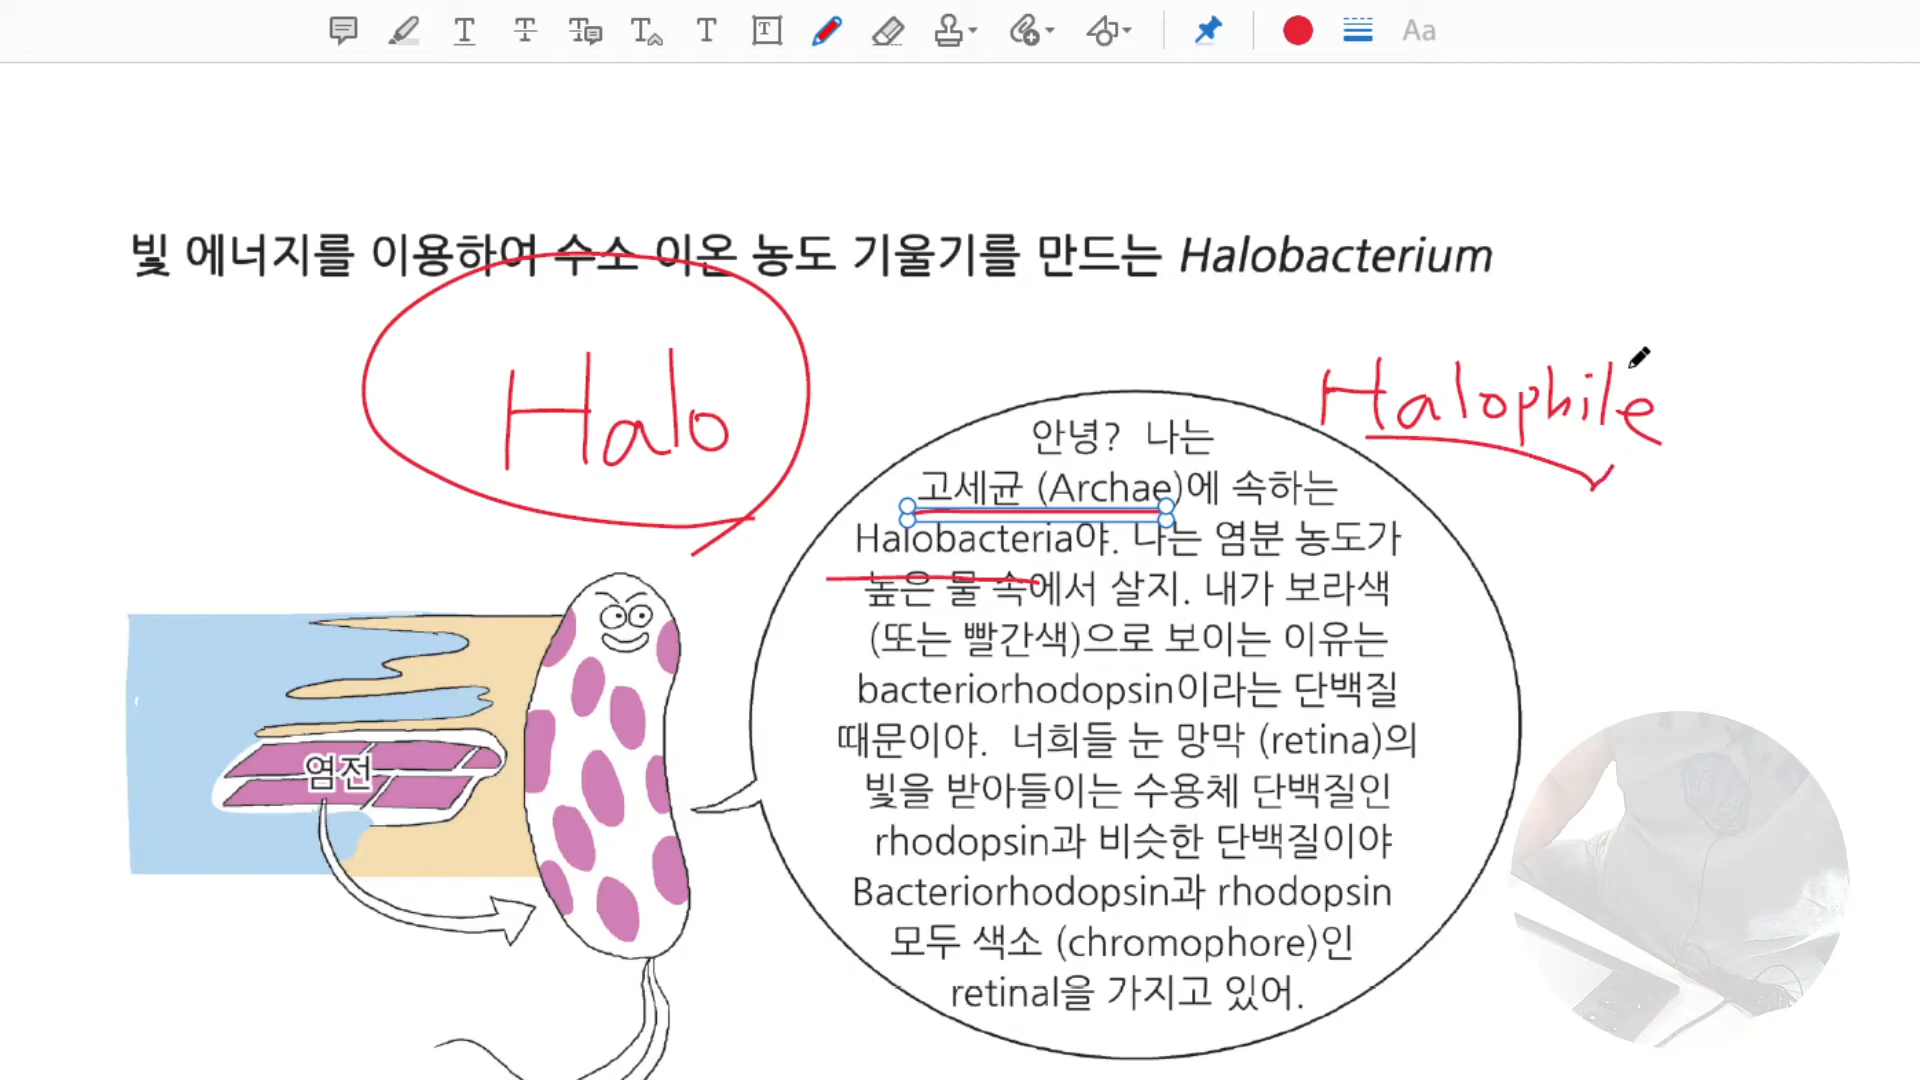 Aa
빛 에너지를 이용하여 수소 이온 농도 기울기를 만드는 Halobacterium
Halo
Halophile
안녕? 나는
고세균 (Archae)에 속하는
Halobacteria야. 나는 염분 농도가
높은 물 속에서 살지. 내가 보라색
(또는 빨간색)으로 보이는 이유는
bacteriorhodopsin이라는 단백질
때문이야. 너희들 눈 망막 (retina)의
빛을 받아들이는 수용체 단백질인
rhodopsin과 비슷한 단백질이야
Bacteriorhodopsin과 rhodopsin
모두 색소 (chromophore)인
retinal을 가지고 있어.
염전